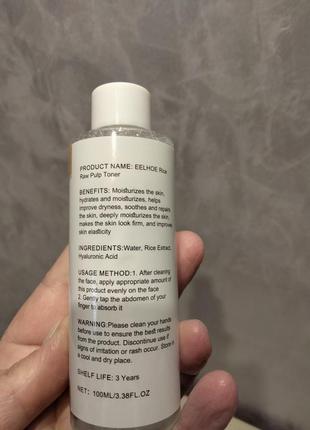 PRODUCT NAME: EELHOE Rice
Raw Pulp Toner
BENEFITS: Moisturizes the skin,
hydrates and moisturizes, helps
improve dryness, soothes and repairs
the skin, deeply moisturizes the skin,
makes the skin look firm, and improves
skin elasticity
INGREDIENTS:Water, Rice Extract,
Hyaluronic Acid
USAGE METHOD:1. After cleaning
the face, apply appropriate amount of
this product evenly on the face
2. Gently tap the abdomen of your
finger to absorb it
WARNING:Please clean your hands
before use to ensure the best results
from the product. Discontinue use if
signs of irritation or rash occur. Store in
a cool and dry place.
SHELF LIFE: 3 Years
NET: 100ML/3.38FL.OZ